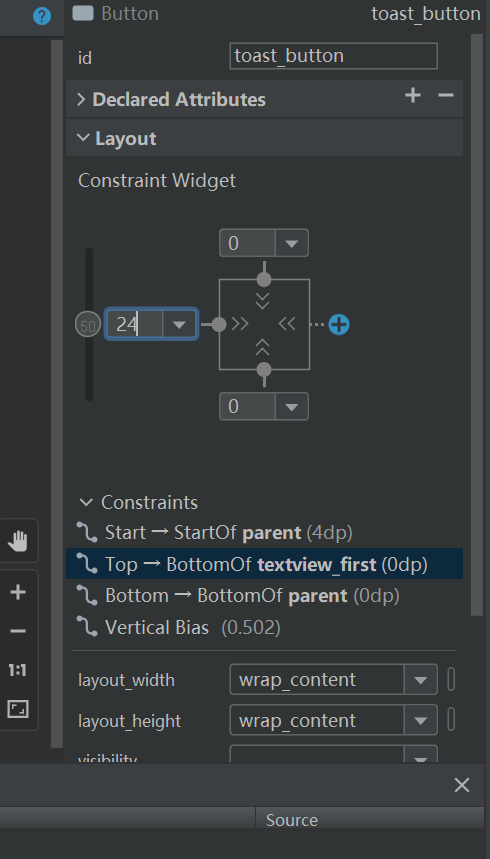 ?
Button toast_button
id toast_button
Declared Attributes
Layout
Constraint Widget
0
50 24
0
Constraints
Start → StartOf parent (4dp)
Top → BottomOf textview_first (0dp)
Bottom → BottomOf parent (0dp)
Vertical Bias (0.502)
1:1
layout_width wrap_content
layout_height wrap_content
visibility
Source